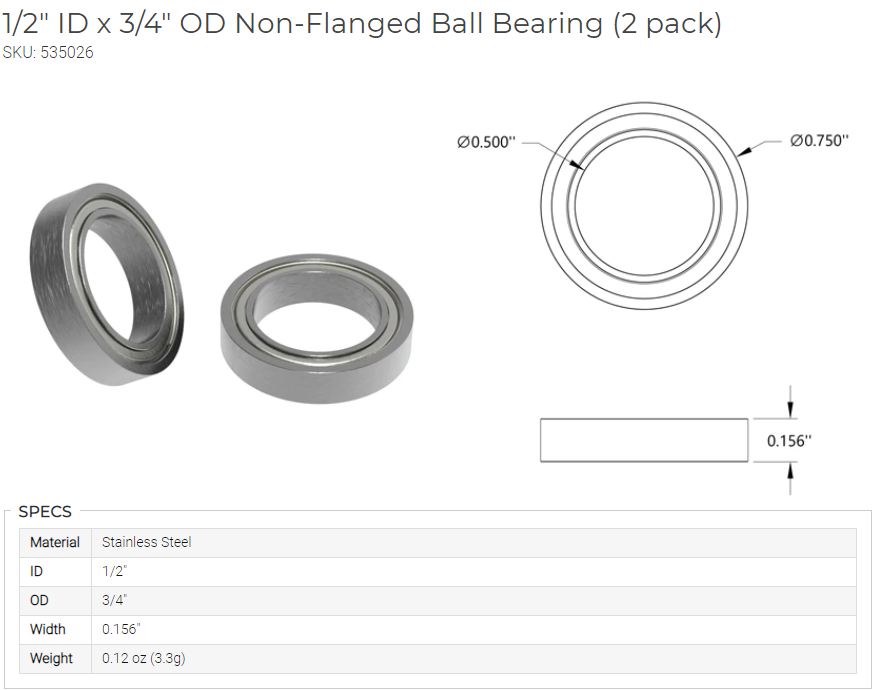 1/2" ID x 3/4" OD Non-Flanged Ball Bearing (2 pack)
SKU: 535026
Ø0.500"
Ø0.750"
0.156"
SPECS
Material Stainless Steel
ID 1/2"
OD 3/4"
Width 0.156"
Weight 0.12 oz (3.3g)